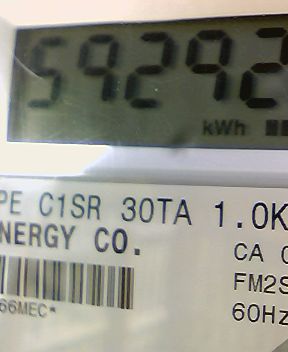 59292
kWh
PE C1SR 30TA 1.0K
NERGY CO.
CA
FM2S
60Hz
66MEC*